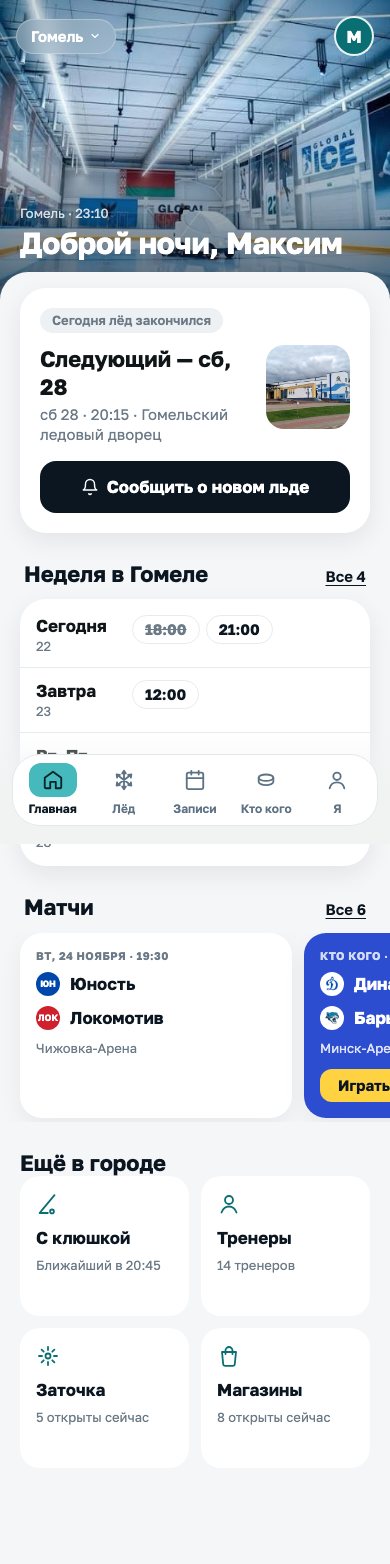 Гомель
М
GLOBAL
ICE
GLOBAL
Гомель · 23:10
Доброй ночи, Максим
Сегодня лёд закончился
Следующий — сб,
28
сб 28 · 20:15 · Гомельский
ледовый дворец
Сообщить о новом льде
Неделя в Гомеле
Все 4
Сегодня
18:00
21:00
22
Завтра
12:00
23
Главная
Лёд
Записи
Кто кого
Я
Матчи
Все 6
ВТ, 24 НОЯБРЯ · 19:30
КТО КОГО ·
ЮН
Юность
Дина
ЛОК
Локомотив
Бары
Чижовка-Арена
Минск-Аре
Играть
Ещё в городе
С клюшкой
Ближайший в 20:45
Тренеры
14 тренеров
Заточка
5 открыты сейчас
Магазины
8 открыты сейчас